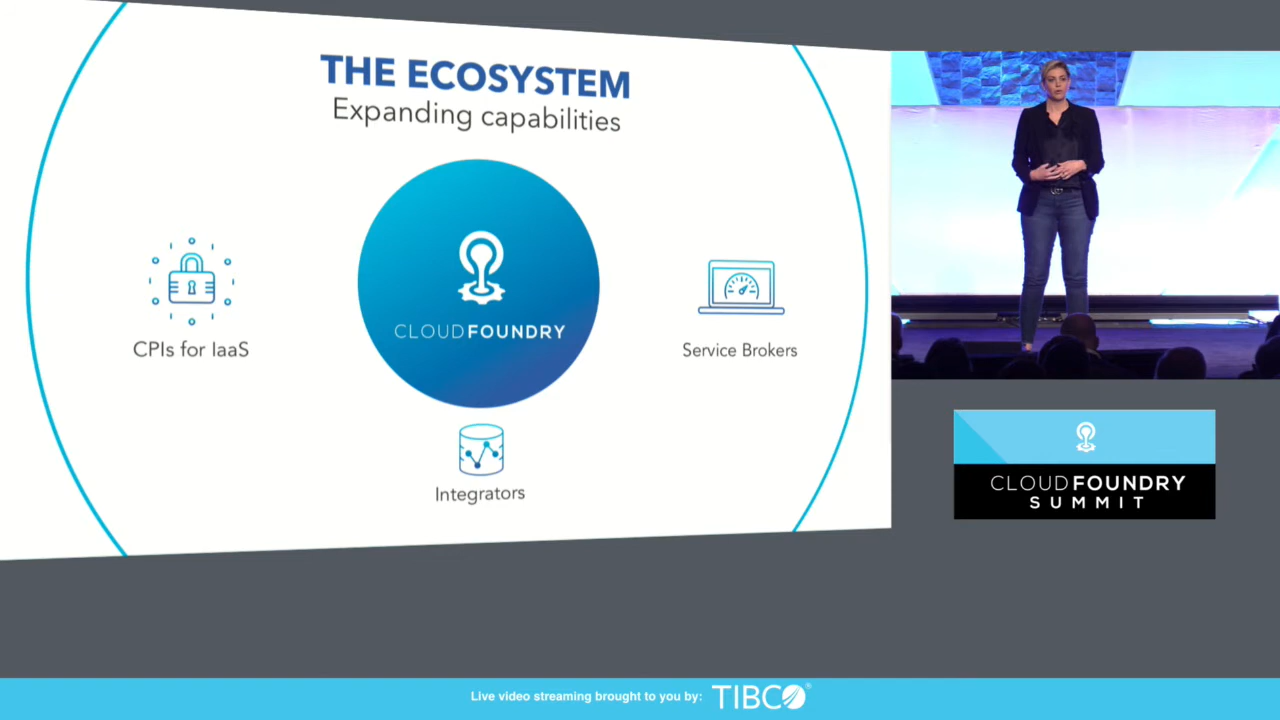 THE ECOSYSTEM
Expanding capabilities
CLOUDFOUNDRY
CPIs for IaaS
Service Brokers
Integrators
CLOUDFOUNDRY
SUMMIT
Live video streaming brought to you by: TIBCO®